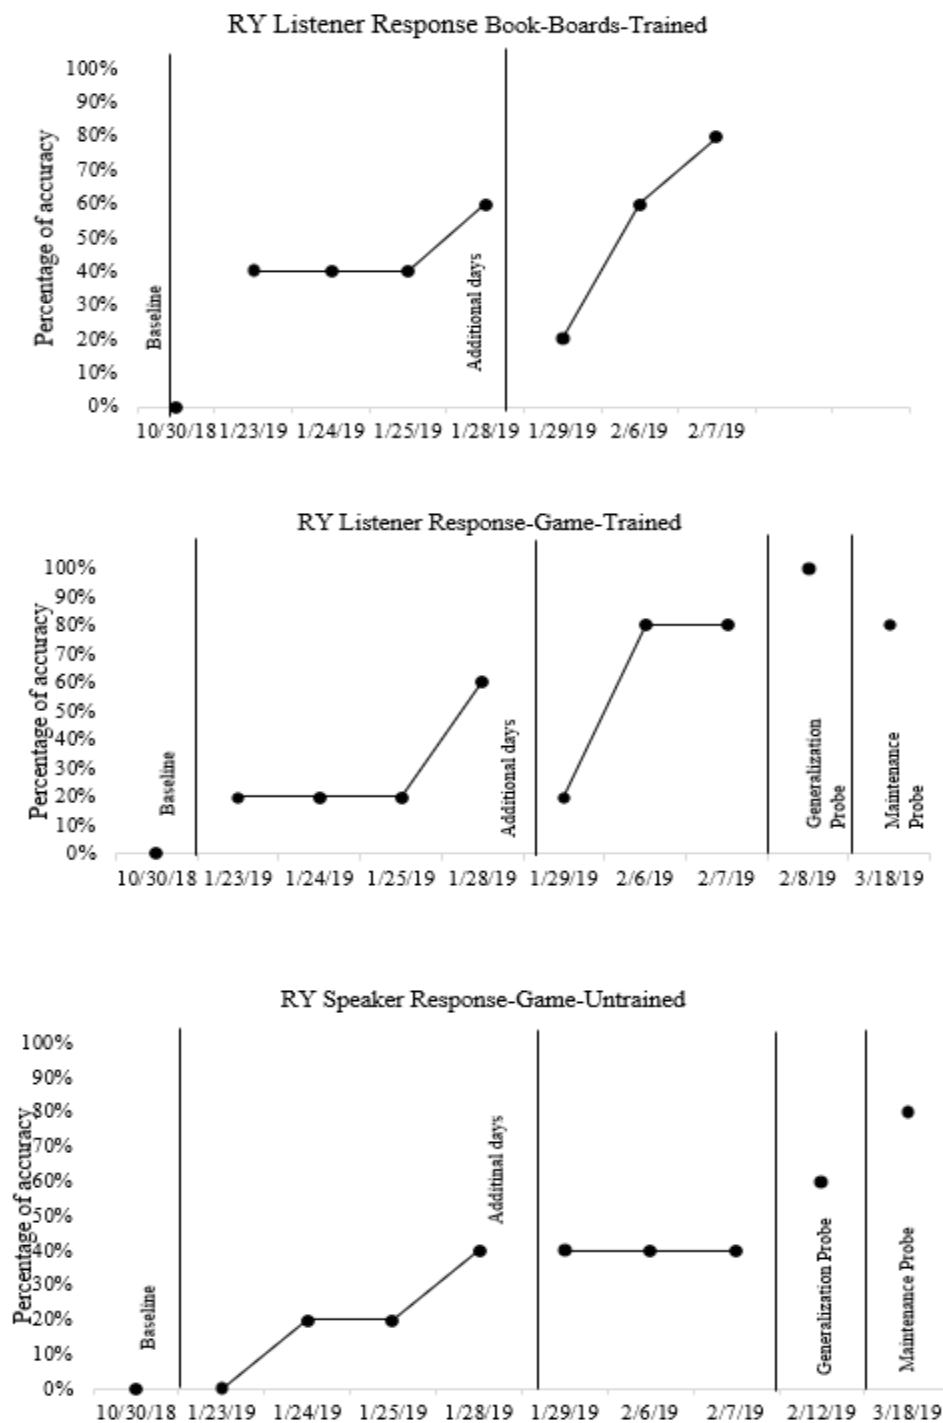 RY Listener Response Book-Boards-Trained
Percentage of accuracy
100%
90%
80%
70%
60%
50%
40%
30%
20%
10%
0%
Baseline
Additional days
10/30/18 1/23/19 1/24/19 1/25/19 1/28/19 1/29/19 2/6/19 2/7/19
RY Listener Response-Game-Trained
Percentage of accuracy
100%
90%
80%
70%
60%
50%
40%
30%
20%
10%
0%
Baseline
Additional days
Generalization
Probe
Maintenance
Probe
10/30/18 1/23/19 1/24/19 1/25/19 1/28/19 1/29/19 2/6/19 2/7/19 2/8/19 3/18/19
RY Speaker Response-Game-Untrained
Percentage of accuracy
100%
90%
80%
70%
60%
50%
40%
30%
20%
10%
0%
Baseline
Additinal days
Generalization Probe
Maintenance Probe
10/30/18 1/23/19 1/24/19 1/25/19 1/28/19 1/29/19 2/6/19 2/7/19 2/12/19 3/18/19